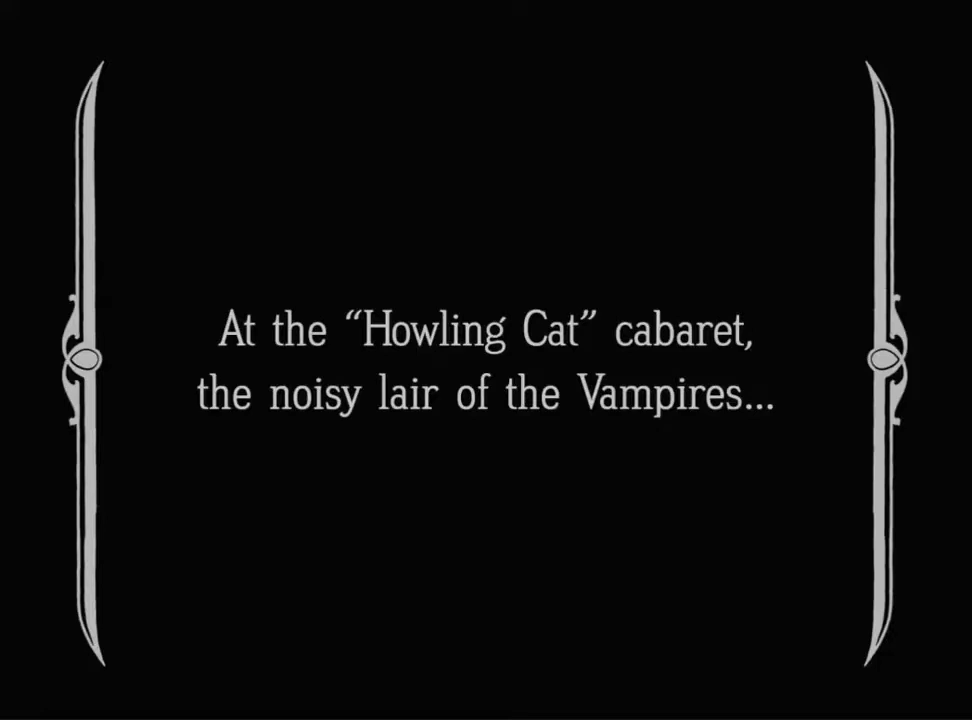 At the “Howling Cat” cabaret,
the noisy lair of the Vampires...